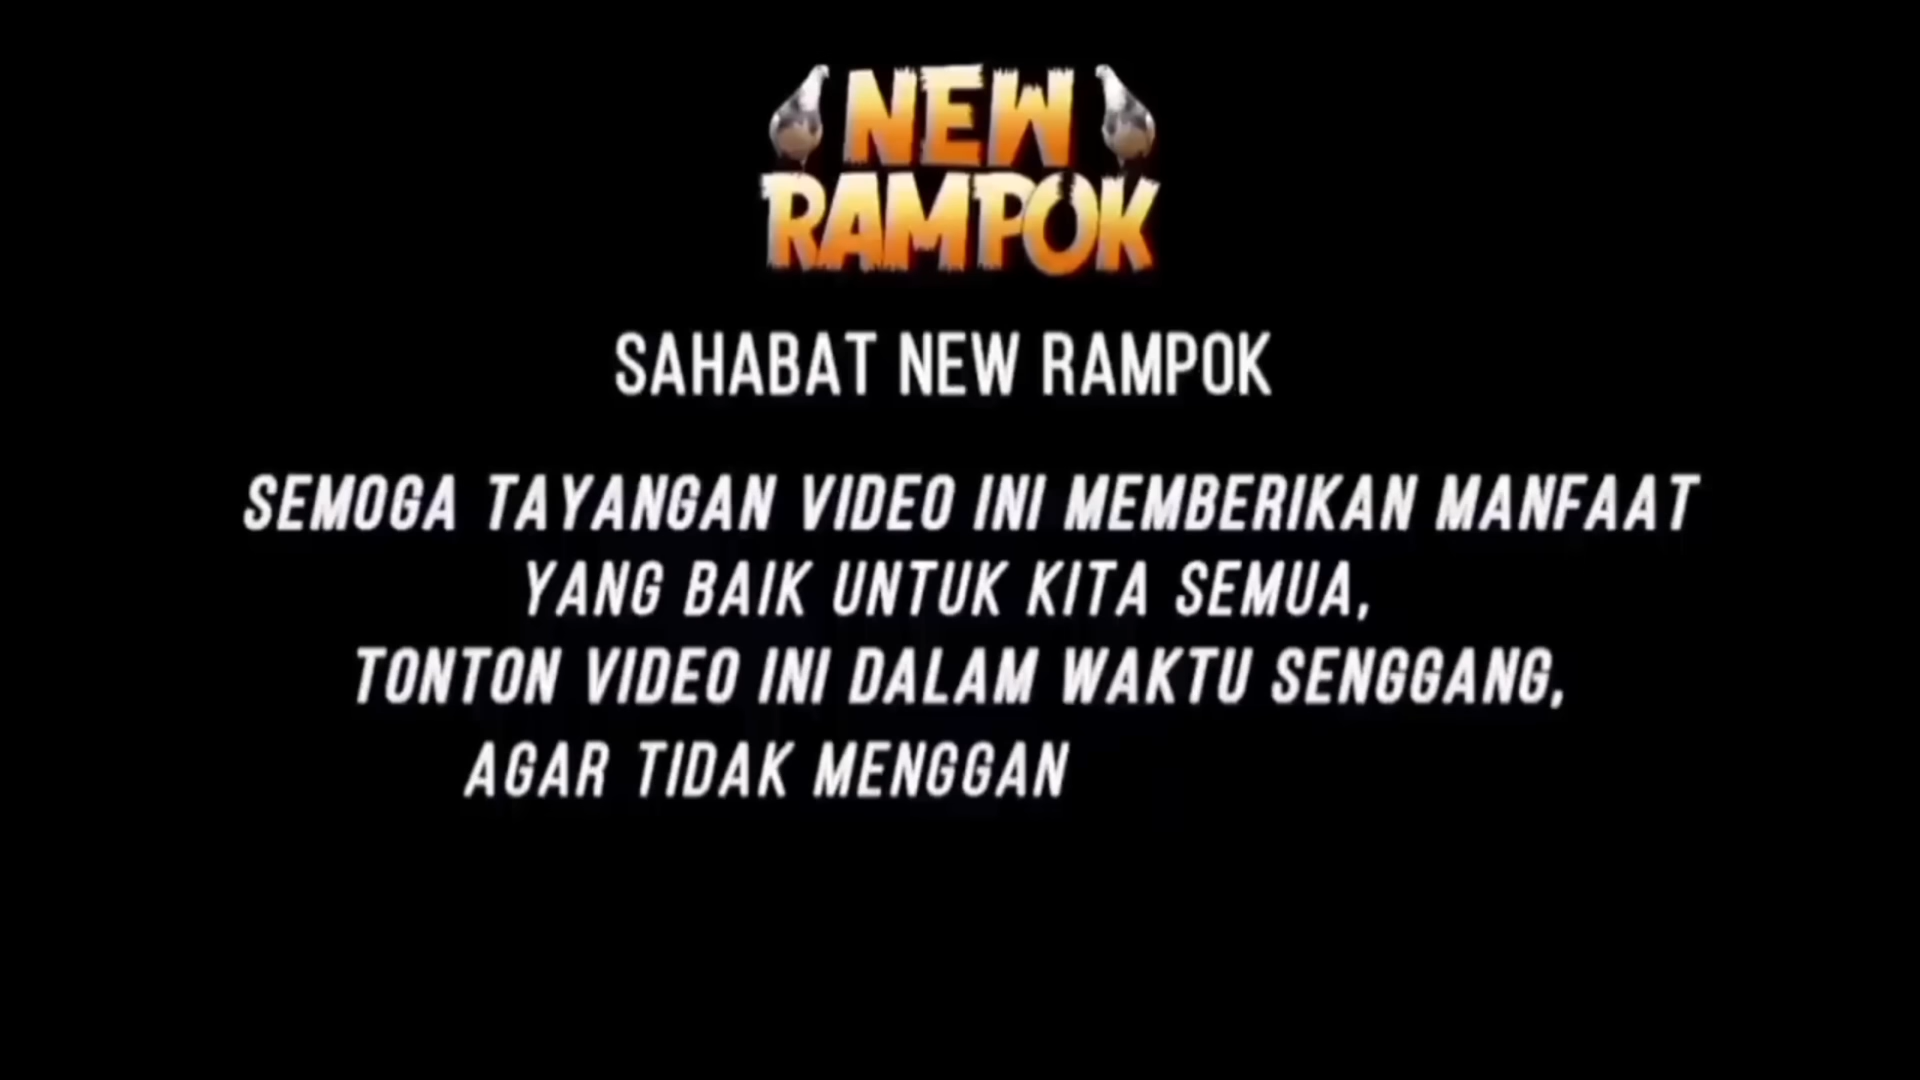 NEW
RAMPOK
SAHABAT NEW RAMPOK
SEMOGA TAYANGAN VIDEO INI MEMBERIKAN MANFAAT
YANG BAIK UNTUK KITA SEMUA,
TONTON VIDEO INI DALAM WAKTU SENGGANG,
AGAR TIDAK MENGGAN